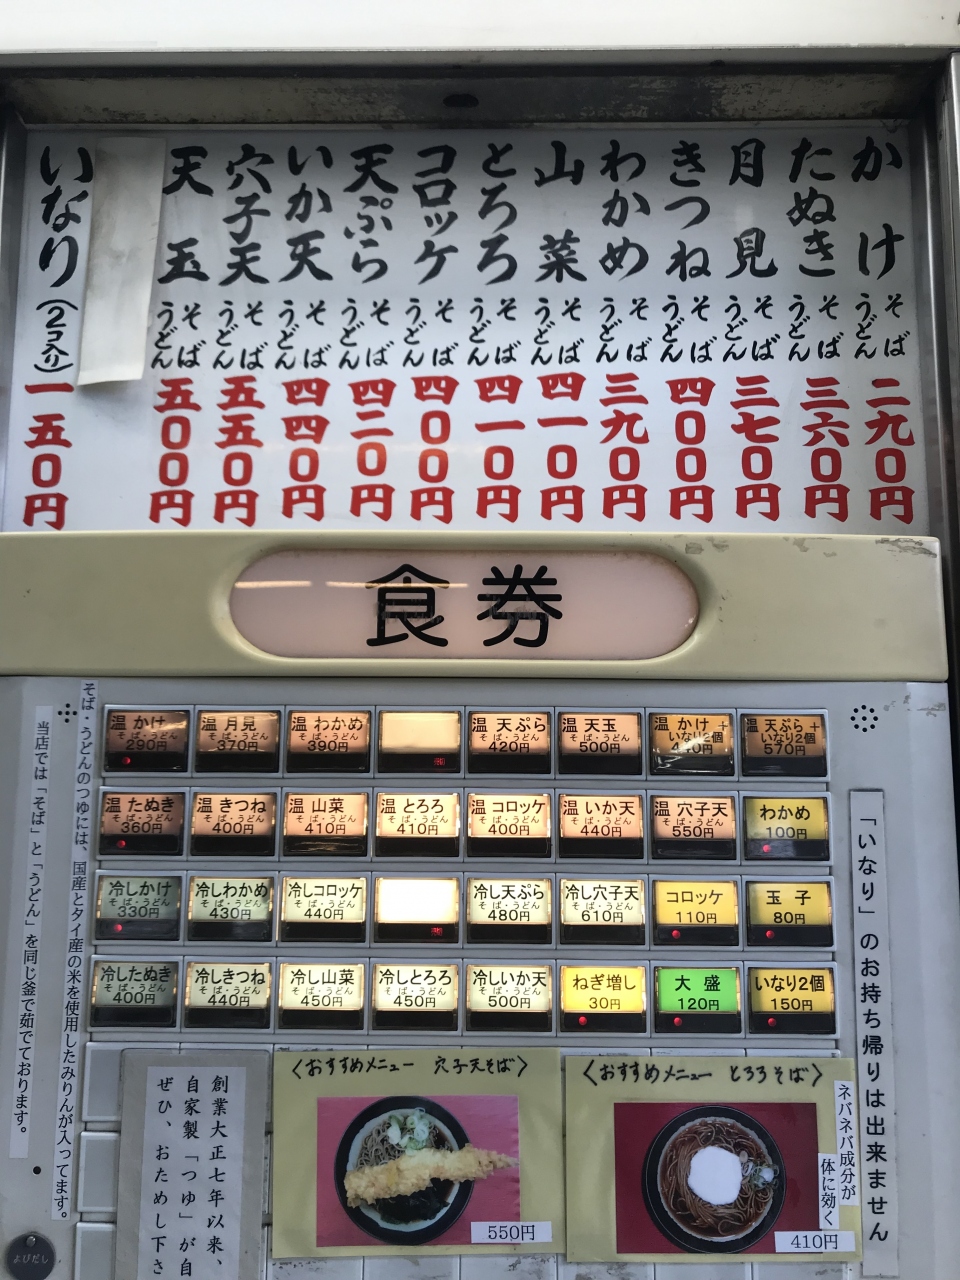 かけ そば うどん 二九0円
たぬき そば うどん 三六0円
月見 そば うどん 三七0円
きつね そば うどん 四00円
わかめ そば うどん 三九0円
山菜 そば うどん 四一0円
とろろ そば うどん 四一0円
コロッケ そば うどん 四00円
天ぷら そば うどん 四二0円
いか天 そば うどん 四四0円
穴子天 そば うどん 五五0円
天玉 そば うどん 五00円
いなり(2コ入り) 一五0円
食券
温 かけ そば・うどん 290円
温 月見 そば・うどん 370円
温 わかめ そば・うどん 390円
温 天ぷら そば・うどん 420円
温 天玉 そば・うどん 500円
温 かけ + いなり2個 440円
温 天ぷら + いなり2個 570円
温 たぬき そば・うどん 360円
温 きつね そば・うどん 400円
温 山菜 そば・うどん 410円
温 とろろ そば・うどん 410円
温 コロッケ そば・うどん 400円
温 いか天 そば・うどん 440円
温 穴子天 そば・うどん 550円
わかめ 100円
冷しかけ そば・うどん 330円
冷しわかめ そば・うどん 430円
冷しコロッケ そば・うどん 440円
冷し天ぷら そば・うどん 480円
冷し穴子天 そば・うどん 610円
コロッケ 110円
玉子 80円
冷したぬき そば・うどん 400円
冷しきつね そば・うどん 440円
冷し山菜 そば・うどん 450円
冷しとろろ そば・うどん 450円
冷しいか天 そば・うどん 500円
ねぎ増し 30円
大盛 120円
いなり2個 150円
「いなり」のお持ち帰りは出来ません
そば・うどんのつゆには、国産とタイ産の米を使用したみりんが入ってます。
当店では「そば」と「うどん」を同じ釜で茹でております。
創業大正七年以来、
自家製「つゆ」が自
ぜひ、おためし下さ
〈おすすめメニュー 穴子天そば〉
550円
〈おすすめメニュー とろろそば〉
ネバネバ成分が
体に効く
410円
よびだし